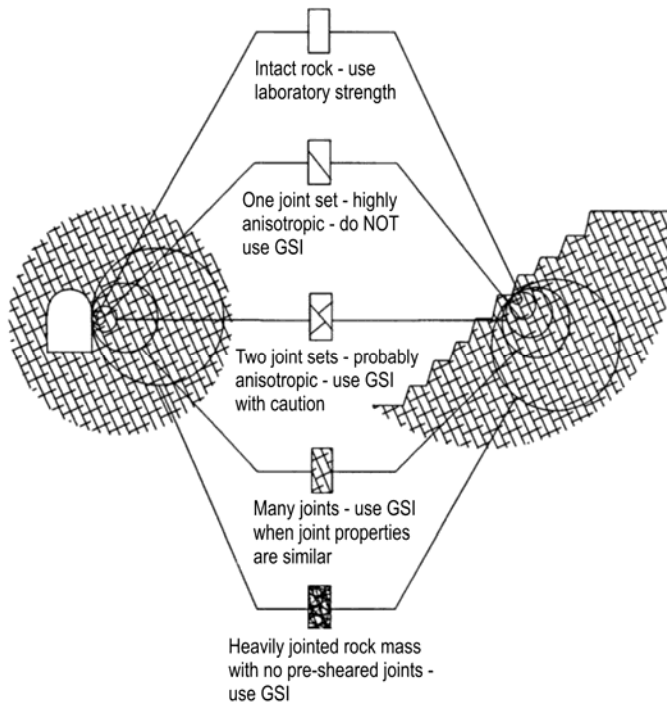 Intact rock - use
laboratory strength
One joint set - highly
anisotropic - do NOT
use GSI
Two joint sets - probably
anisotropic - use GSI
with caution
Many joints - use GSI
when joint properties
are similar
Heavily jointed rock mass
with no pre-sheared joints -
use GSI